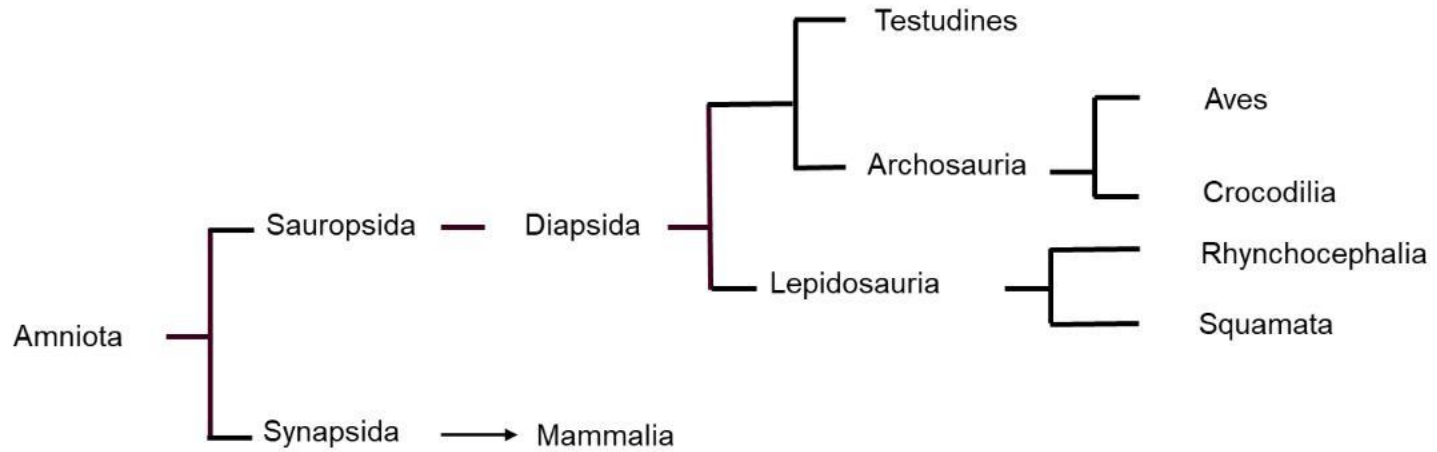 Testudines
Aves
Archosauria
Crocodilia
Sauropsida
Diapsida
Rhynchocephalia
Lepidosauria
Squamata
Amniota
Synapsida
Mammalia